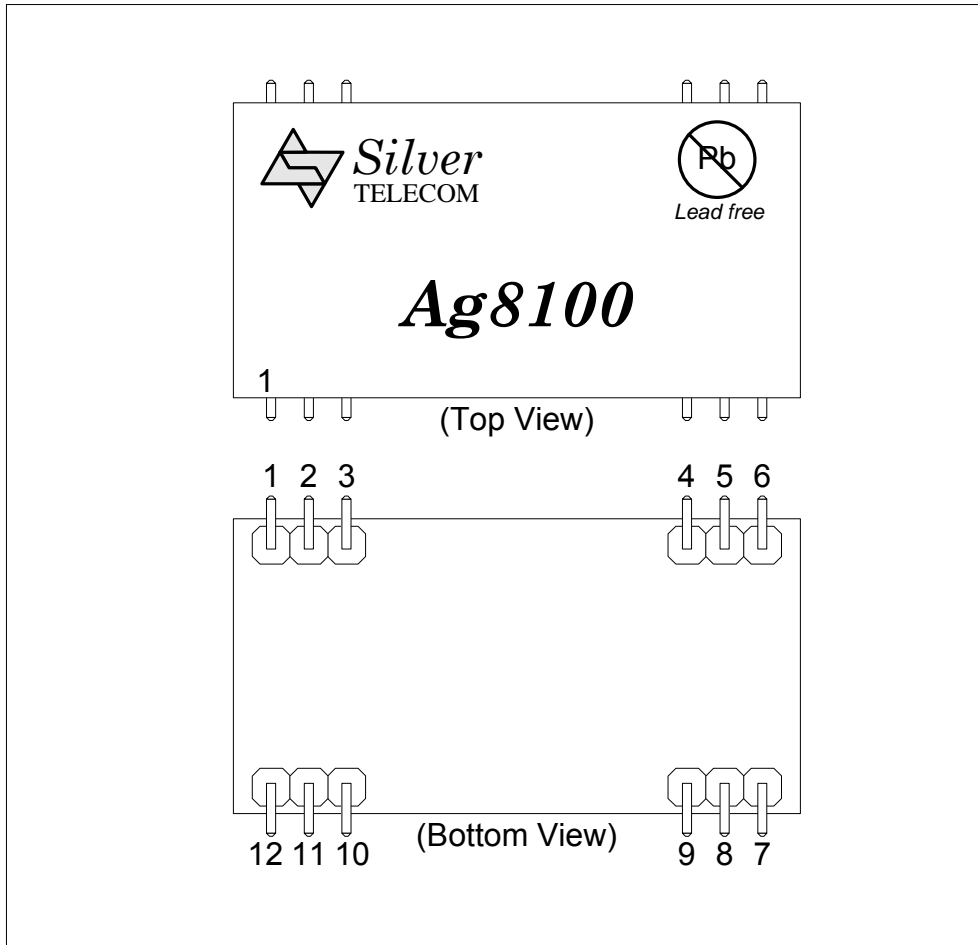 Silver
TELECOM
Pb
Lead free
Ag8100
1
(Top View)
1 2 3 4 5 6
(Bottom View)
12 11 10 9 8 7